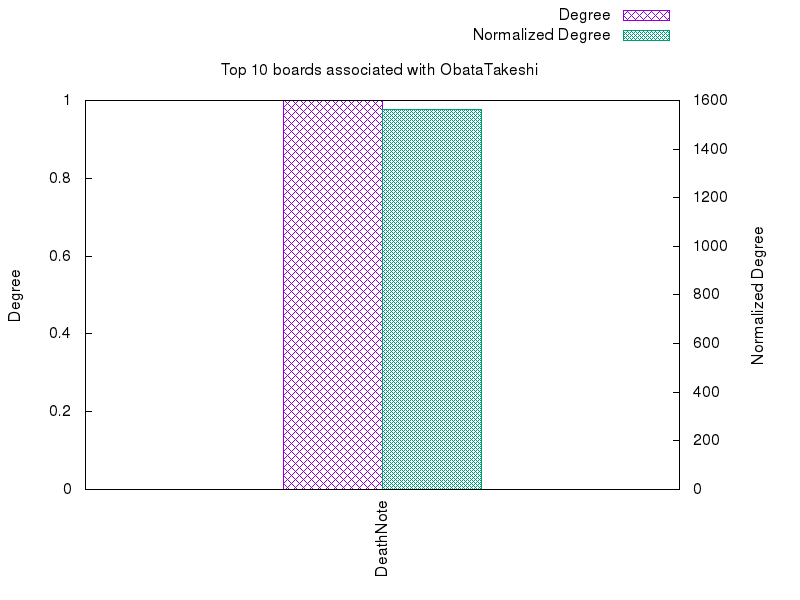 Degree
Normalized Degree
Top 10 boards associated with ObataTakeshi
1
0.8
0.6
0.4
0.2
0
Degree
1600
1400
1200
1000
800
600
400
200
0
Normalized Degree
DeathNote